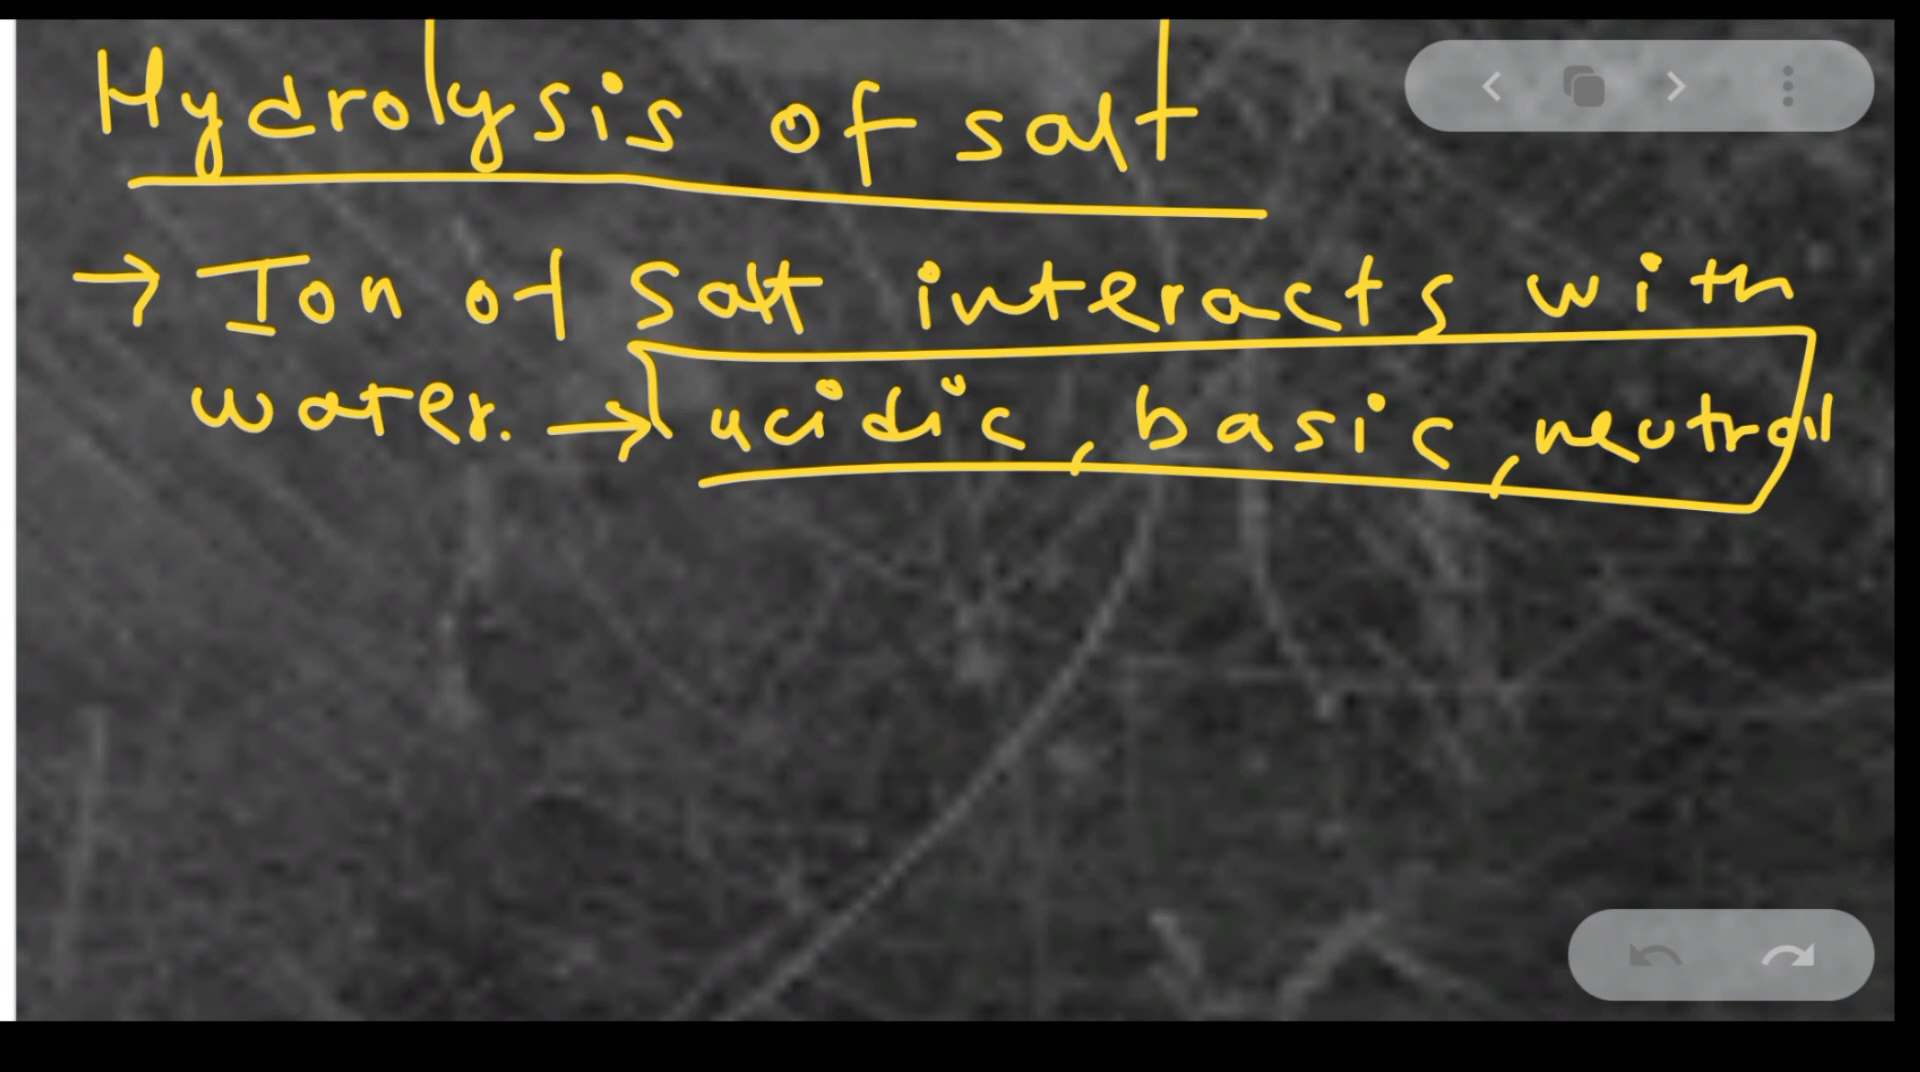 Hydrolysis of salt
→ Ion of salt interacts with
water. → acidic, basic, neutral